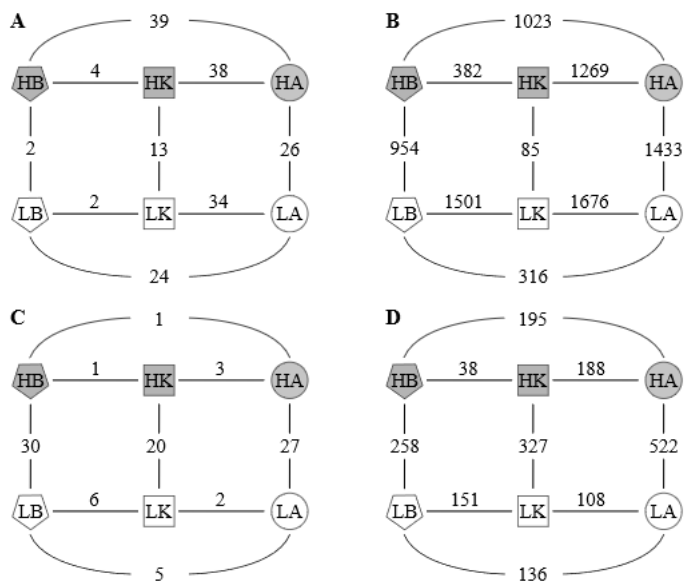 A 39 B 1023
HB 4 HK 38 HA HB 382 HK 1269 HA
2 13 26 954 85 1433
LB 2 LK 34 LA LB 1501 LK 1676 LA
24 316
C 1 D 195
HB 1 HK 3 HA HB 38 HK 188 HA
30 20 27 258 327 522
LB 6 LK 2 LA LB 151 LK 108 LA
5 136